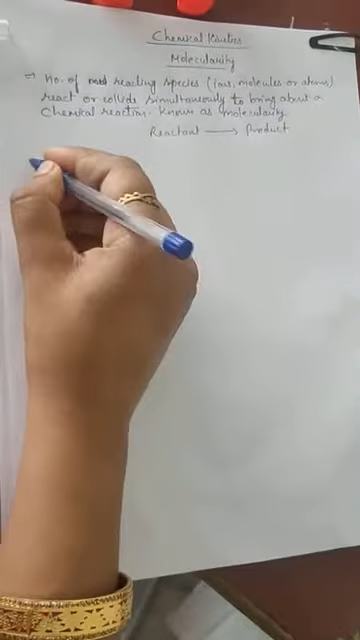 Chemical Kinetics
Molecularity
→ No. of reacting species (ions, molecules or atoms)
react or collide simultaneously to bring about a
Chemical reaction. Known as molecularity.
Reactant ⟶ Product